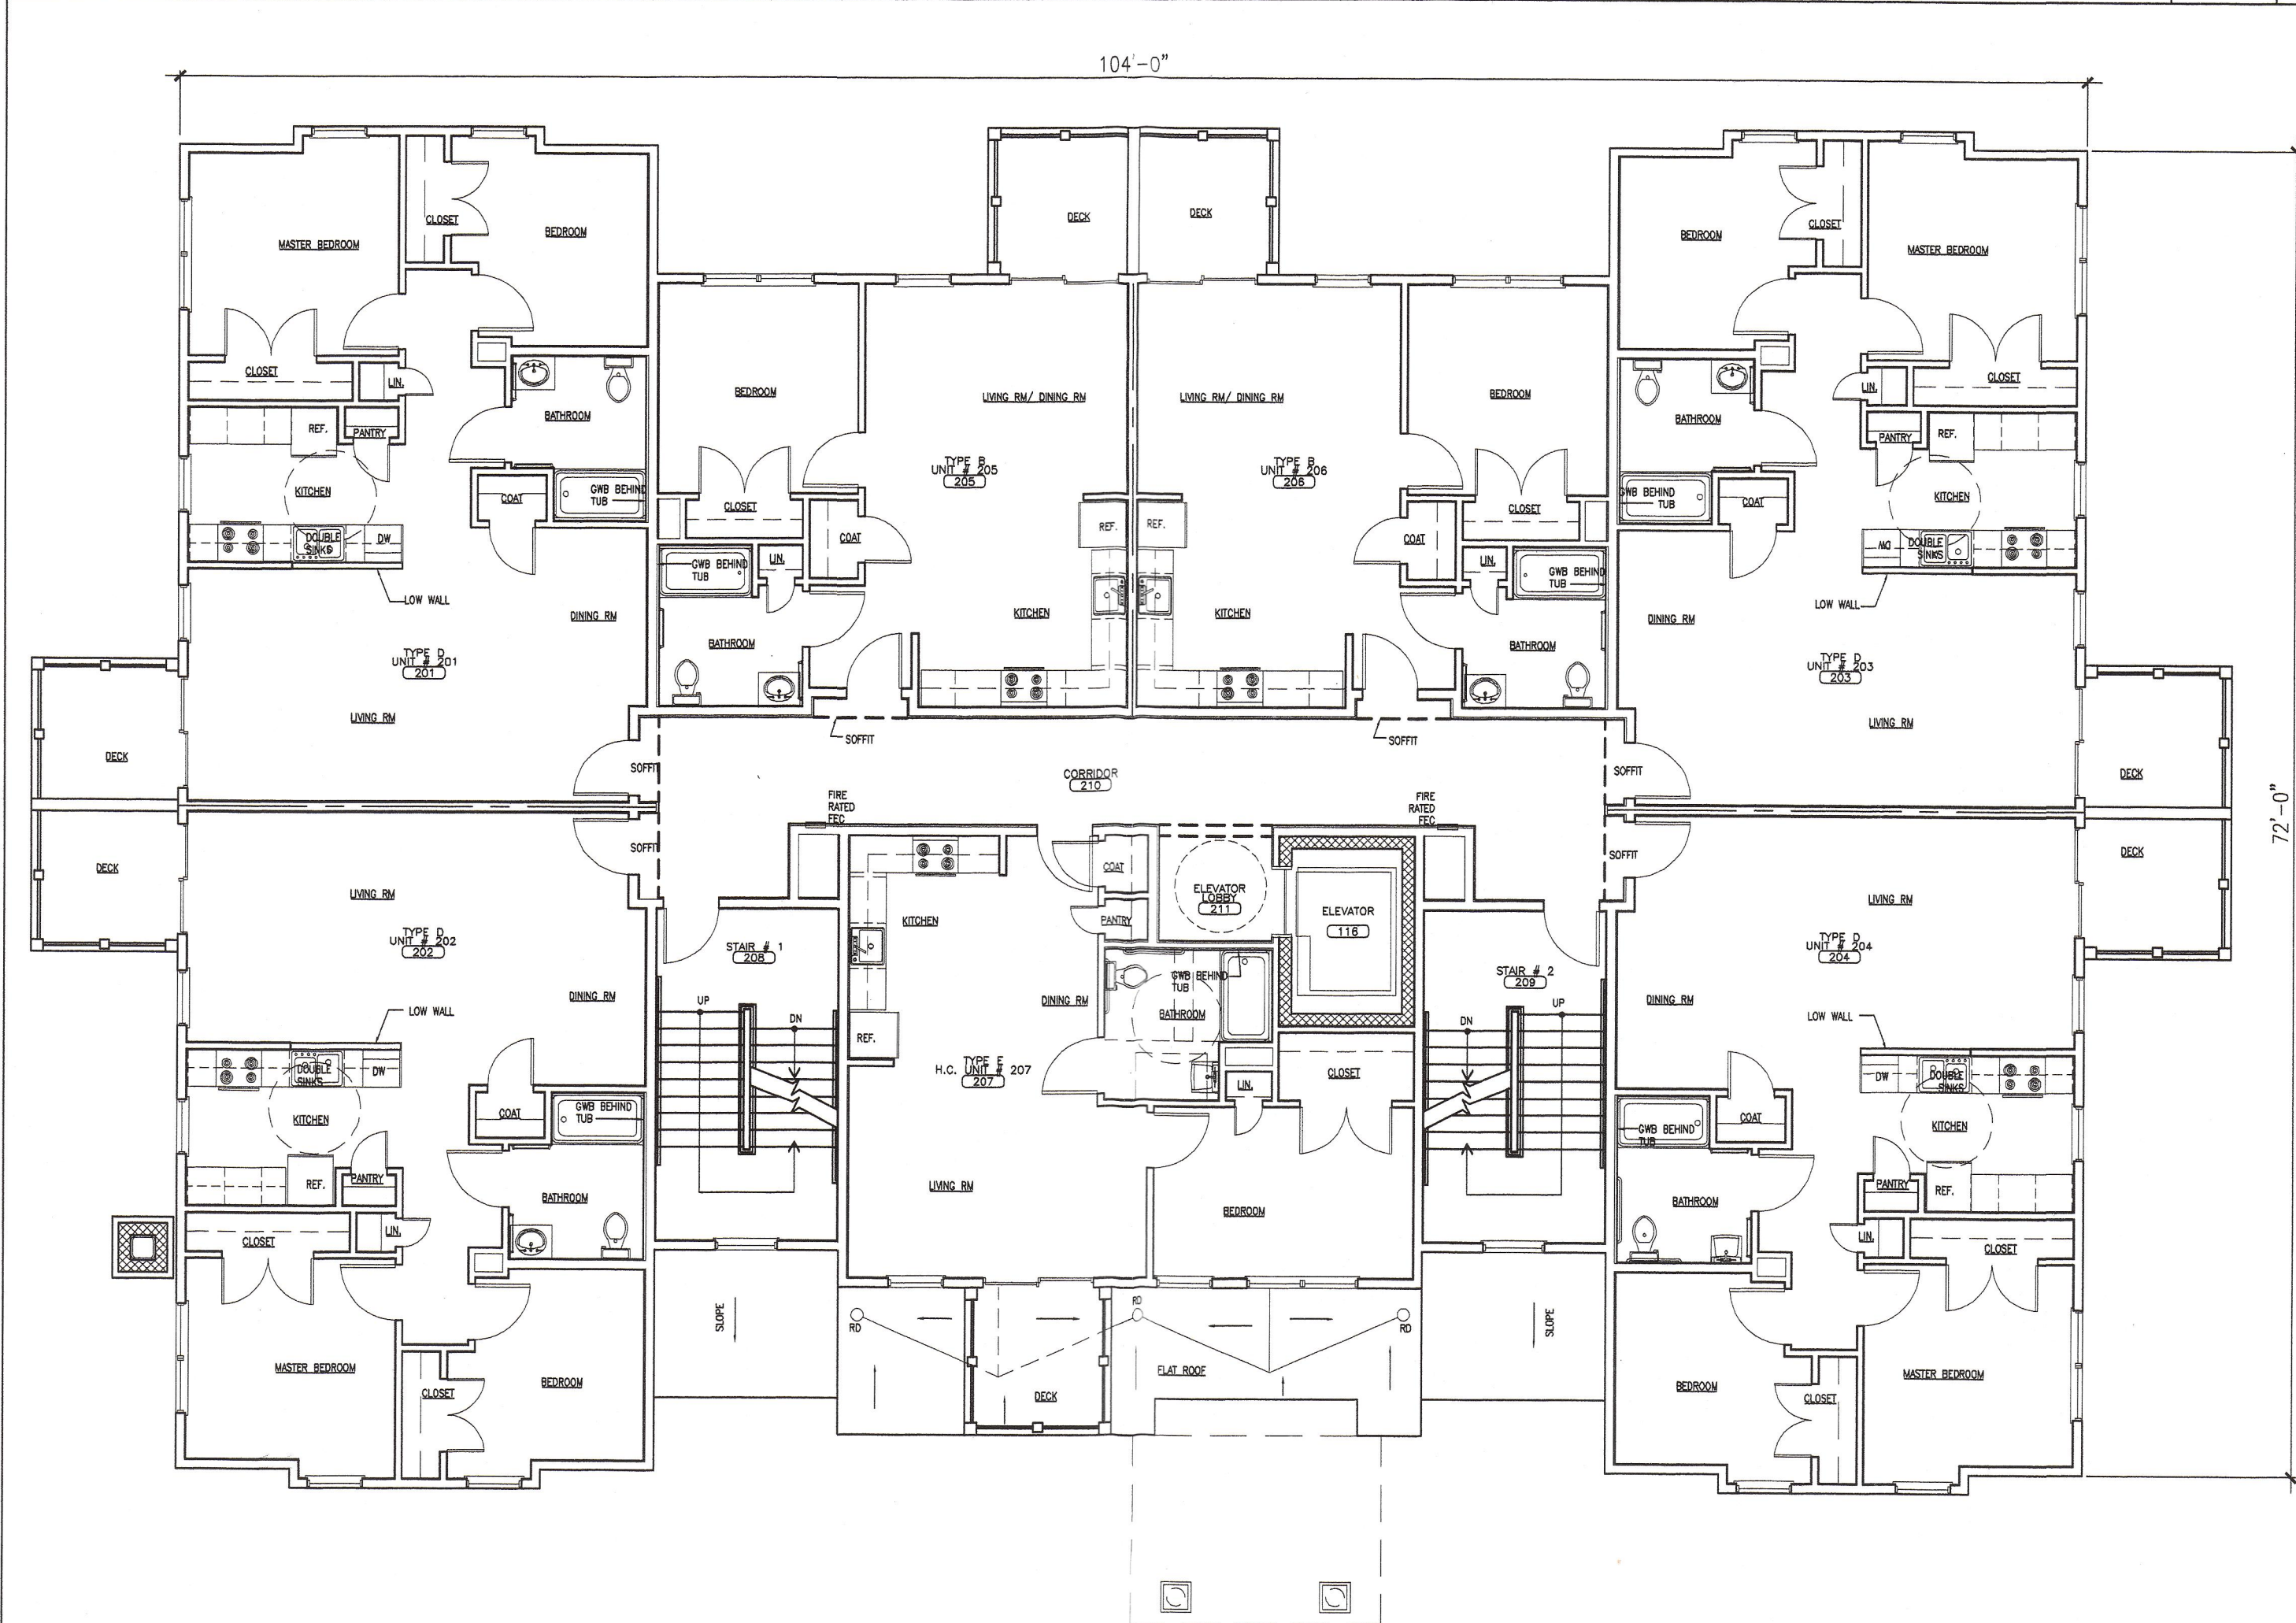 104'-0"
72'-0"
MASTER BEDROOM
CLOSET
BEDROOM
CLOSET
LIN.
BATHROOM
REF.
PANTRY
KITCHEN
COAT
GWB BEHIND
TUB
DOUBLE
SINKS
DW
LOW WALL
DINING RM
TYPE D
UNIT # 201
201
LIVING RM
DECK
SOFFIT
DECK
DECK
BEDROOM
LIVING RM/ DINING RM
TYPE B
UNIT # 205
205
CLOSET
COAT
REF.
GWB BEHIND
TUB
LIN.
KITCHEN
BATHROOM
SOFFIT
LIVING RM/ DINING RM
BEDROOM
TYPE B
UNIT # 206
206
REF.
CLOSET
COAT
LIN.
GWB BEHIND
TUB
KITCHEN
BATHROOM
SOFFIT
BEDROOM
CLOSET
MASTER BEDROOM
CLOSET
LIN.
BATHROOM
PANTRY
REF.
KITCHEN
GWB BEHIND
TUB
COAT
DW
DOUBLE
SINKS
LOW WALL
DINING RM
TYPE D
UNIT # 203
203
LIVING RM
SOFFIT
DECK
CORRIDOR
210
FIRE
RATED
FEC
FIRE
RATED
FEC
DECK
LIVING RM
SOFFIT
TYPE D
UNIT # 202
202
DINING RM
LOW WALL
DOUBLE
SINKS
DW
KITCHEN
COAT
GWB BEHIND
TUB
REF.
PANTRY
BATHROOM
CLOSET
LIN.
MASTER BEDROOM
CLOSET
BEDROOM
STAIR # 1
208
UP
DN
SLOPE
KITCHEN
COAT
PANTRY
ELEVATOR
LOBBY
211
ELEVATOR
116
GWB BEHIND
TUB
DINING RM
BATHROOM
REF.
TYPE E
H.C. UNIT # 207
207
LIN.
CLOSET
LIVING RM
BEDROOM
RD
RD
RD
FLAT ROOF
DECK
STAIR # 2
209
DN
UP
SLOPE
SOFFIT
LIVING RM
DECK
TYPE D
UNIT # 204
204
DINING RM
LOW WALL
DW
DOUBLE
SINKS
COAT
GWB BEHIND
TUB
KITCHEN
PANTRY
REF.
BATHROOM
LIN.
CLOSET
BEDROOM
CLOSET
MASTER BEDROOM